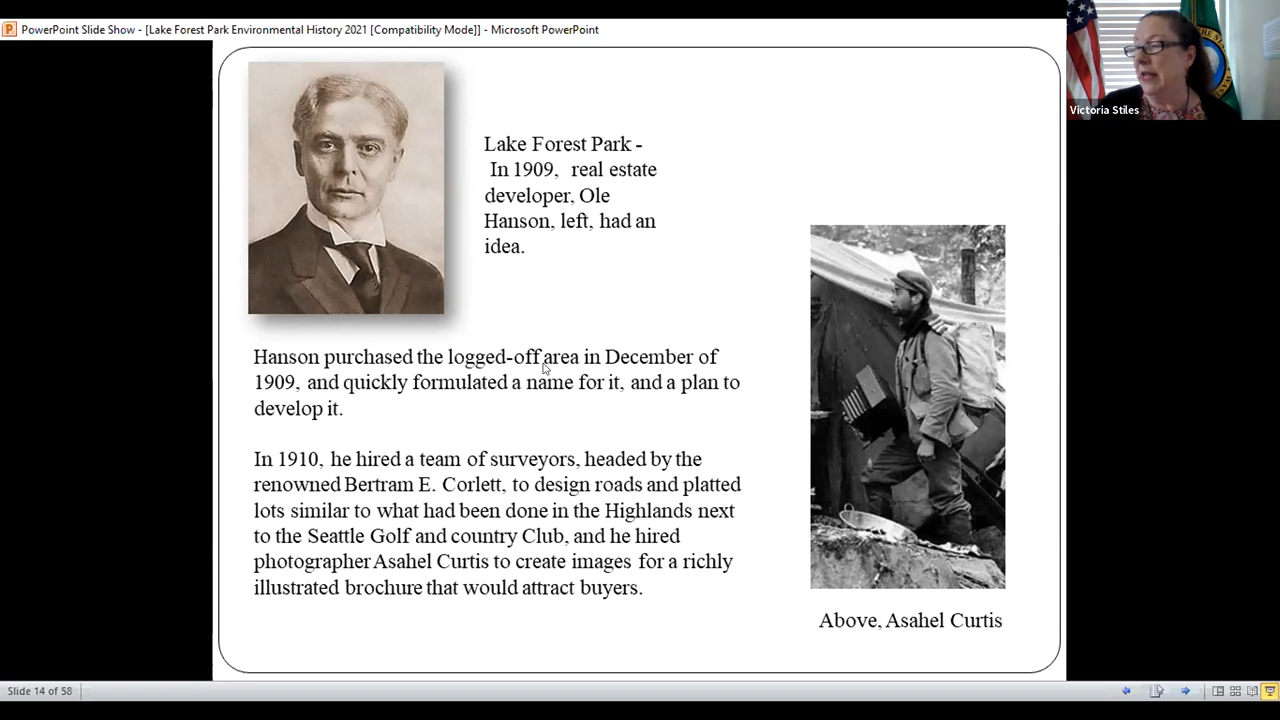 PowerPoint Slide Show - [Lake Forest Park Environmental History 2021 [Compatibility Mode]] - Microsoft PowerPoint
Victoria Stiles
Lake Forest Park -
In 1909, real estate
developer, Ole
Hanson, left, had an
idea.
Hanson purchased the logged-off area in December of
1909, and quickly formulated a name for it, and a plan to
develop it.
In 1910, he hired a team of surveyors, headed by the
renowned Bertram E. Corlett, to design roads and platted
lots similar to what had been done in the Highlands next
to the Seattle Golf and country Club, and he hired
photographer Asahel Curtis to create images for a richly
illustrated brochure that would attract buyers.
Above, Asahel Curtis
Slide 14 of 58